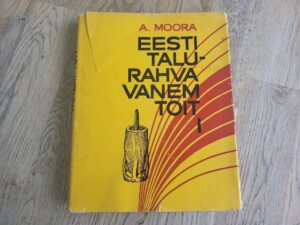 A. MOORA
EESTI
TALU-
RAHVA
VANEM
TOIT
I